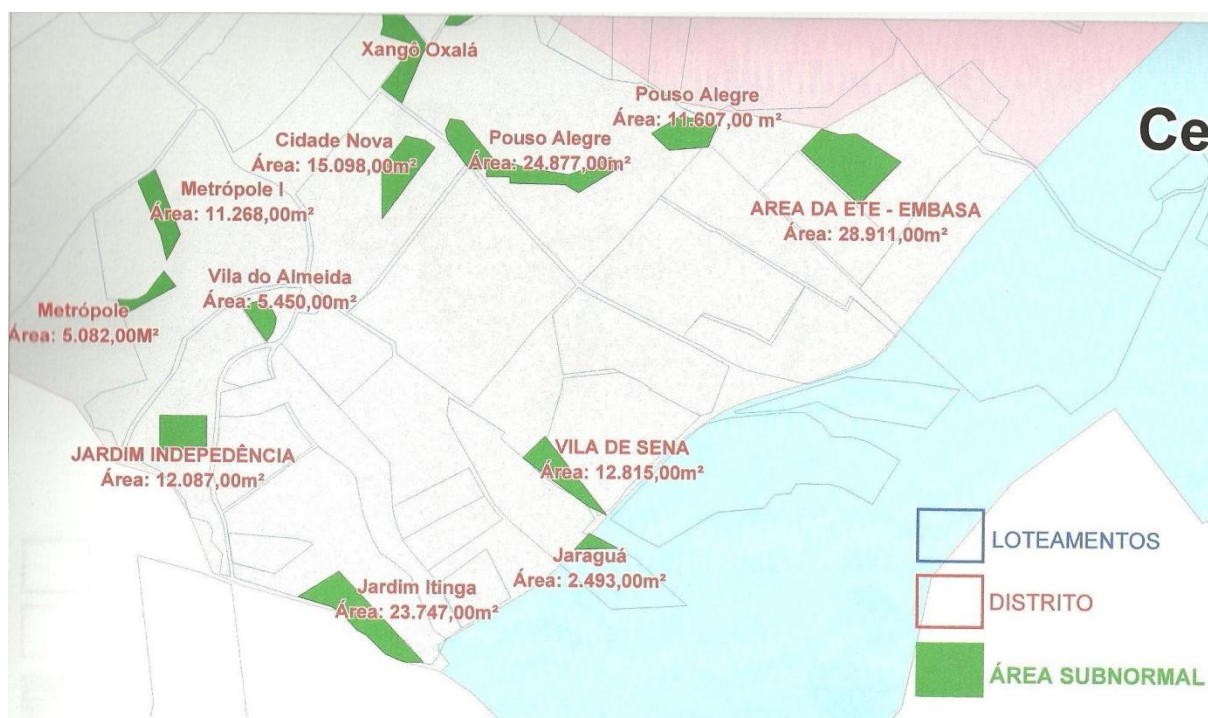 Xangô Oxalá
Pouso Alegre
Área: 11.607,00 m²
Ce
Cidade Nova
Área: 15.098,00m²
Pouso Alegre
Área: 24.877,00m²
Metrópole I
Área: 11.268,00m²
AREA DA ETE - EMBASA
Área: 28.911,00m²
Vila do Almeida
Área: 5.450,00m²
Metrópole
Área: 5.082,00M²
JARDIM INDEPEDÊNCIA
Área: 12.087,00m²
VILA DE SENA
Área: 12.815,00m²
Jaraguá
Área: 2.493,00m²
Jardim Itinga
Área: 23.747,00m²
LOTEAMENTOS
DISTRITO
ÁREA SUBNORMAL